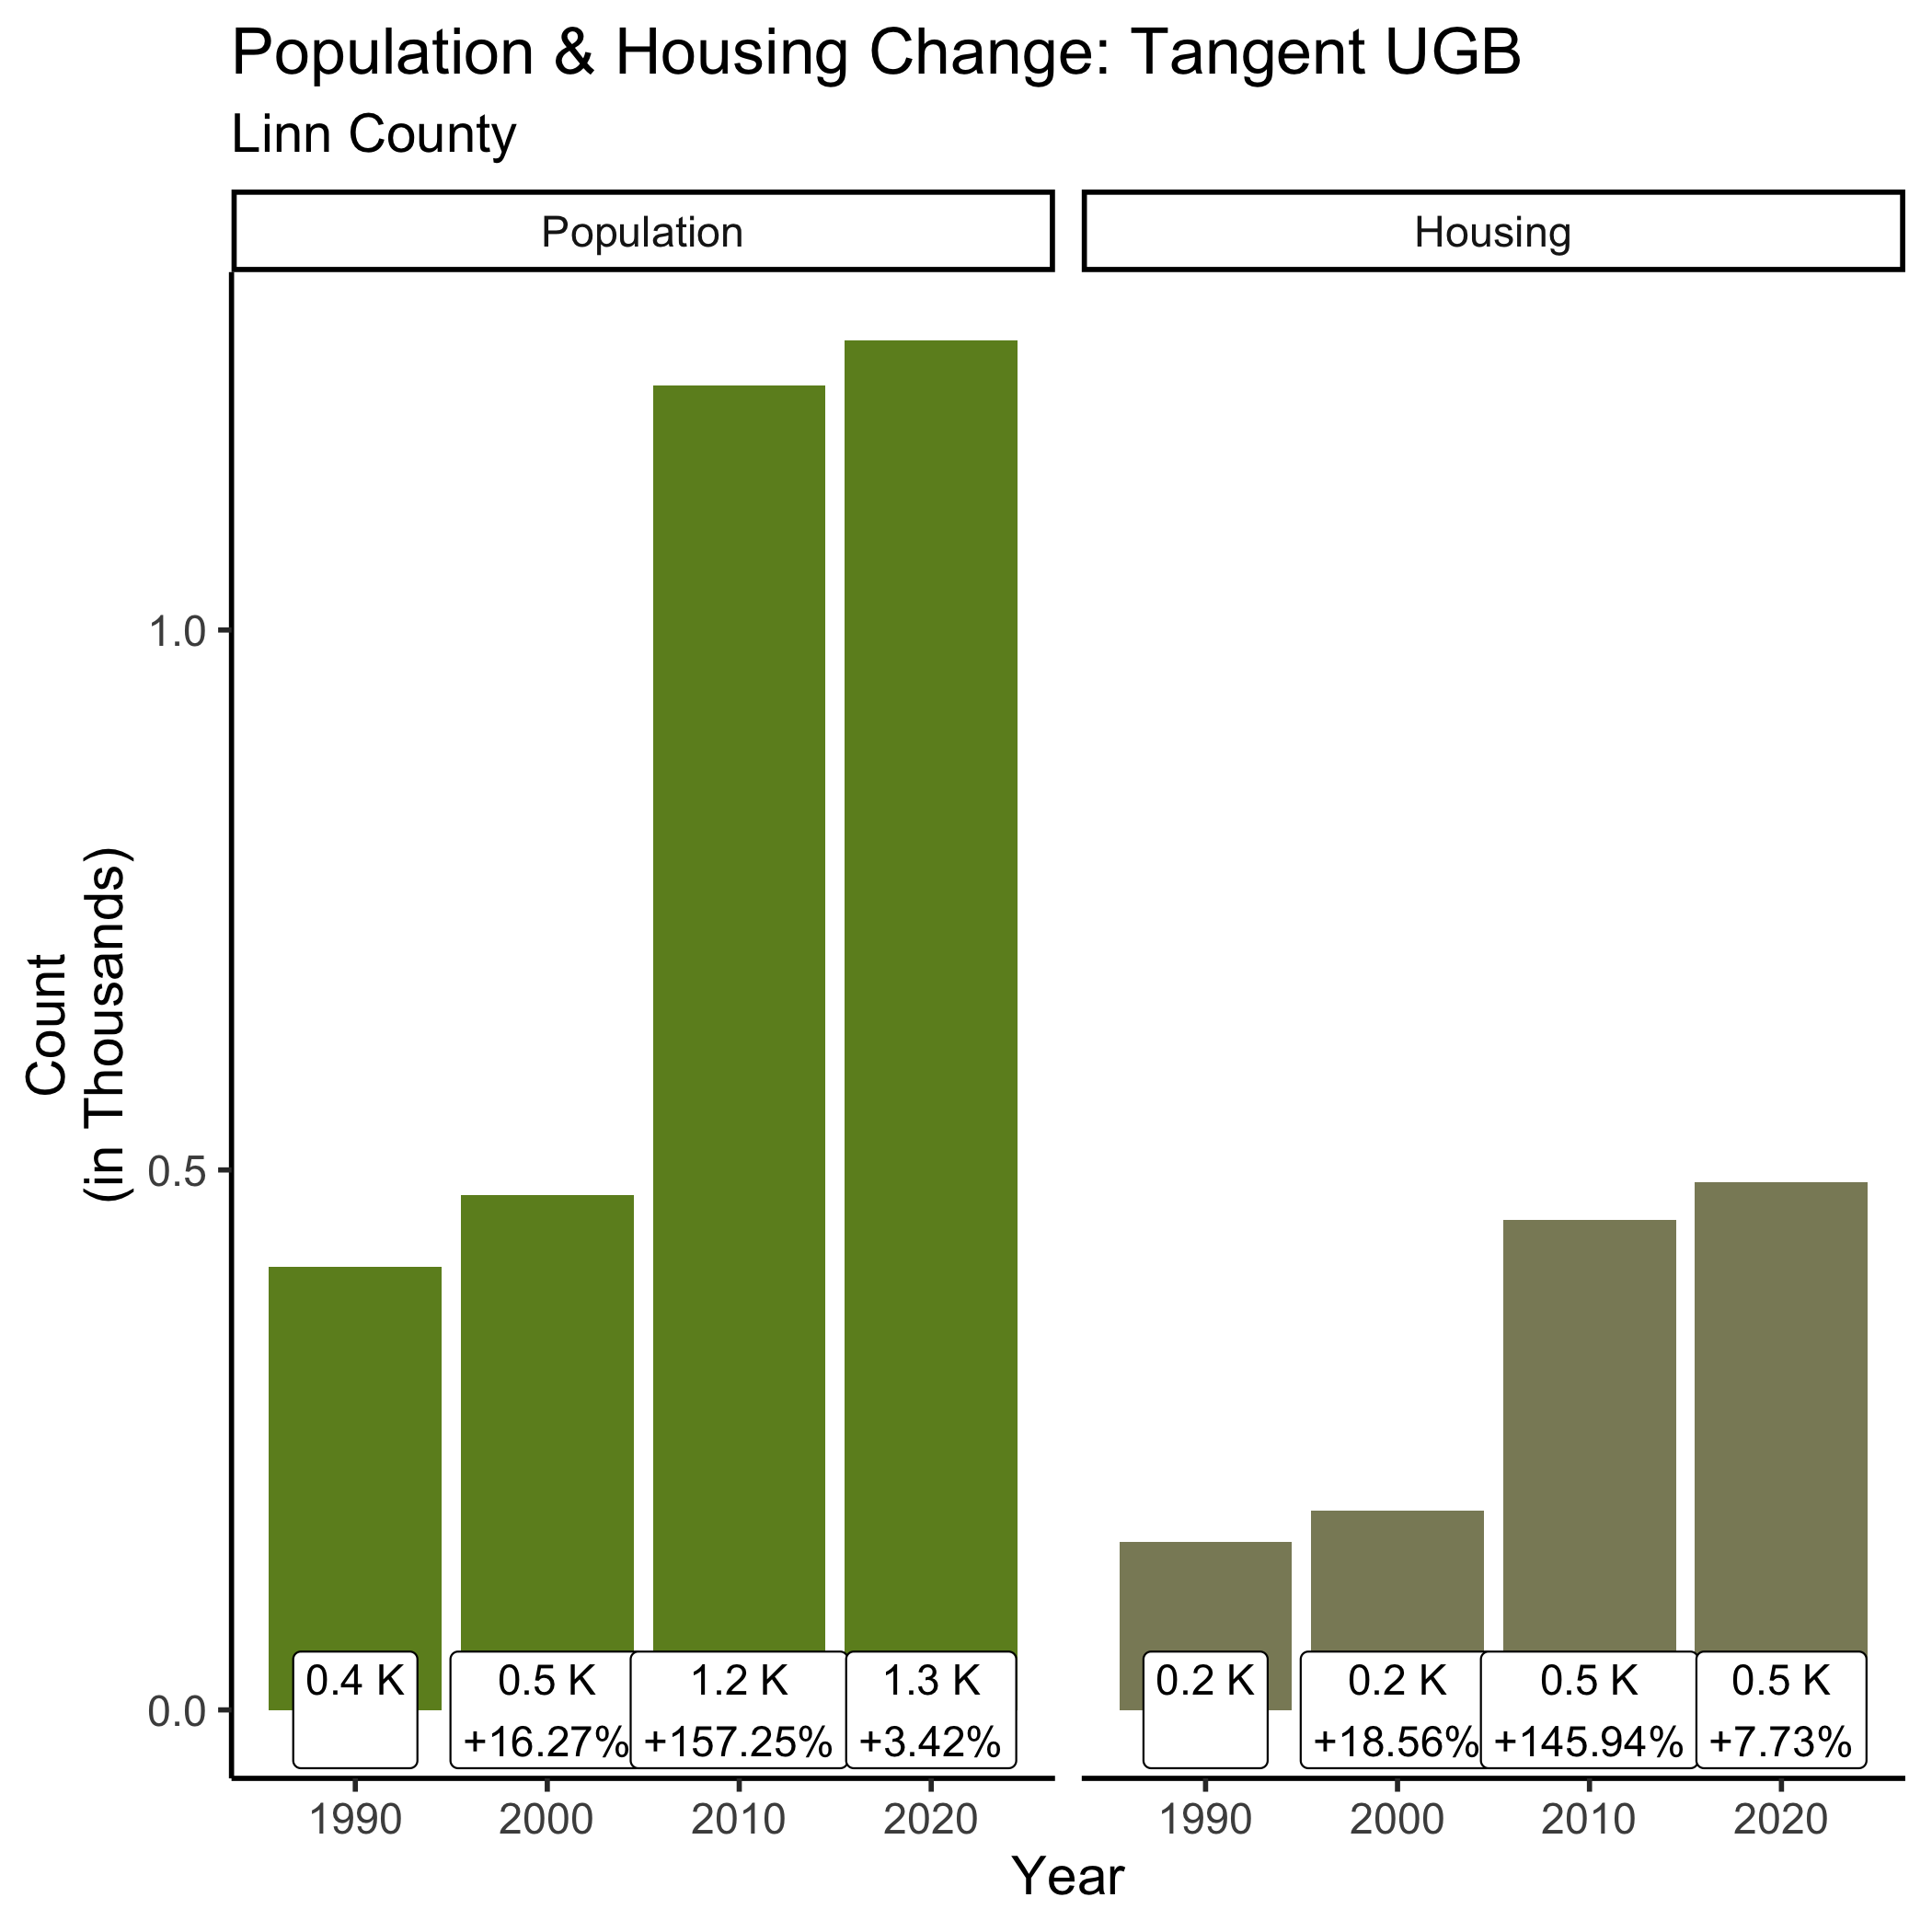 Population & Housing Change: Tangent UGB
Linn County
Population
Housing
Count
(in Thousands)
1.0
0.5
0.0
0.4 K
0.5 K
+16.27%
1.2 K
+157.25%
1.3 K
+3.42%
0.2 K
0.2 K
+18.56%
0.5 K
+145.94%
0.5 K
+7.73%
1990
2000
2010
2020
1990
2000
2010
2020
Year